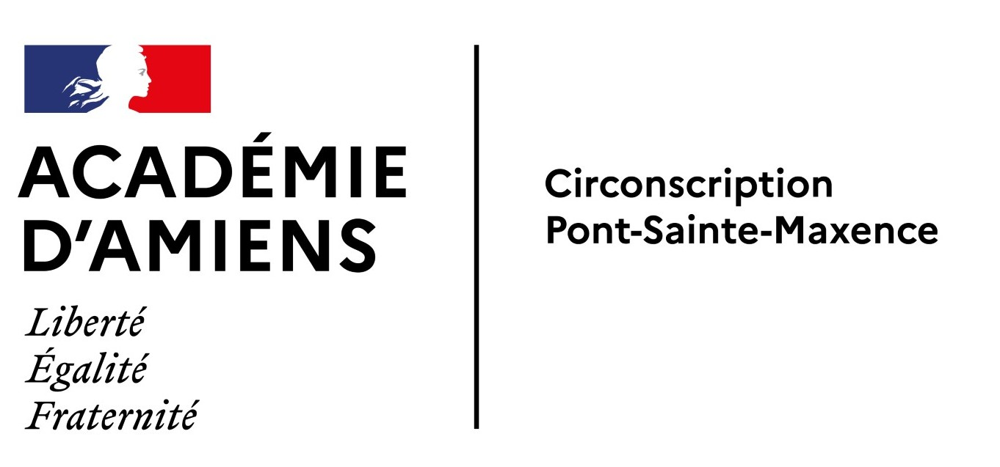 ACADÉMIE
D’AMIENS
Liberté
Égalité
Fraternité
Circonscription
Pont-Sainte-Maxence